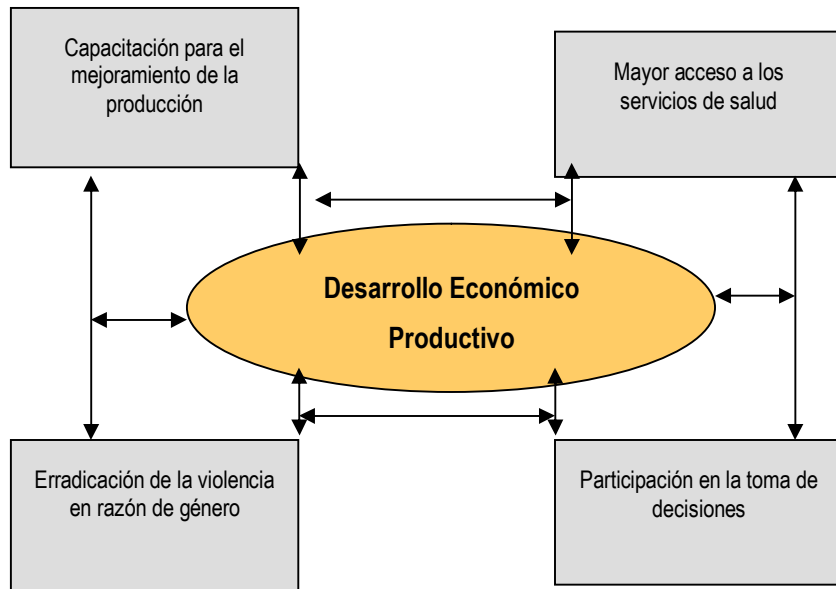 Capacitación para el
mejoramiento de la
producción
Mayor acceso a los
servicios de salud
Desarrollo Económico
Productivo
Erradicación de la violencia
en razón de género
Participación en la toma de
decisiones